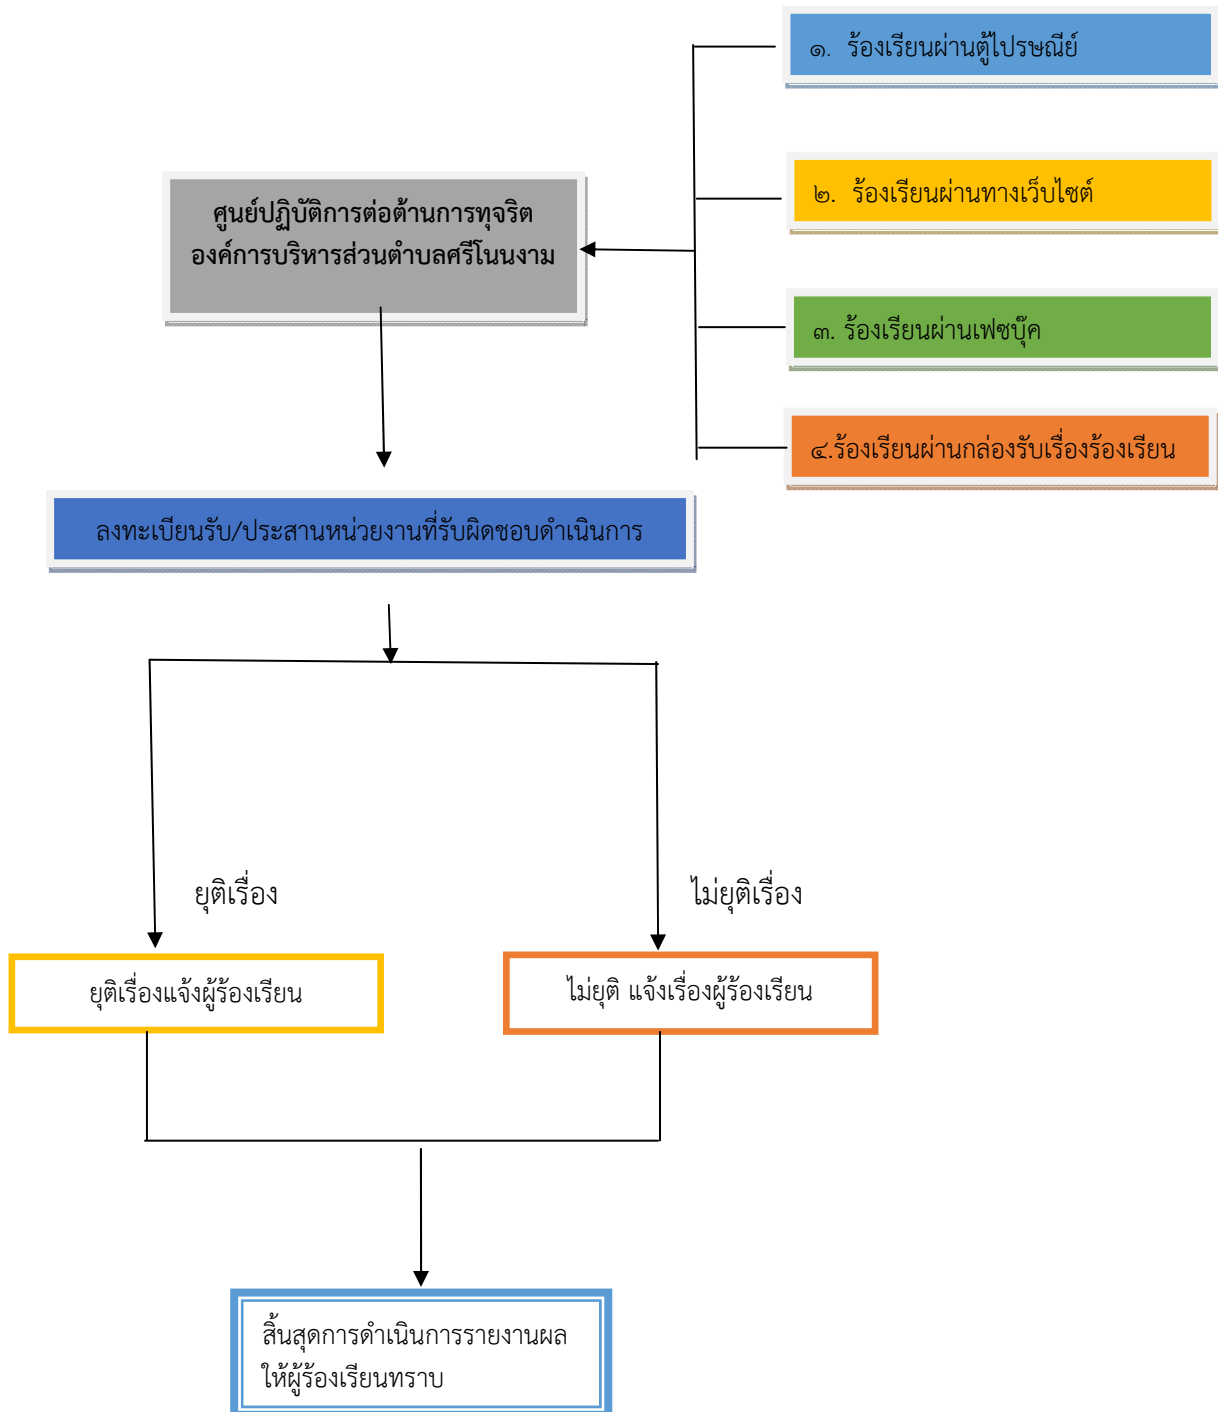 ๑. ร้องเรียนผ่านตู้ไปรษณีย์
๒. ร้องเรียนผ่านทางเว็บไซต์
ศูนย์ปฏิบัติการต่อต้านการทุจริต
องค์การบริหารส่วนตำบลศรีโนนงาม
๓. ร้องเรียนผ่านเฟซบุ๊ค
๔.ร้องเรียนผ่านกล่องรับเรื่องร้องเรียน
ลงทะเบียนรับ/ประสานหน่วยงานที่รับผิดชอบดำเนินการ
ยุติเรื่อง
ไม่ยุติเรื่อง
ยุติเรื่องแจ้งผู้ร้องเรียน
ไม่ยุติ แจ้งเรื่องผู้ร้องเรียน
สิ้นสุดการดำเนินการรายงานผล
ให้ผู้ร้องเรียนทราบ